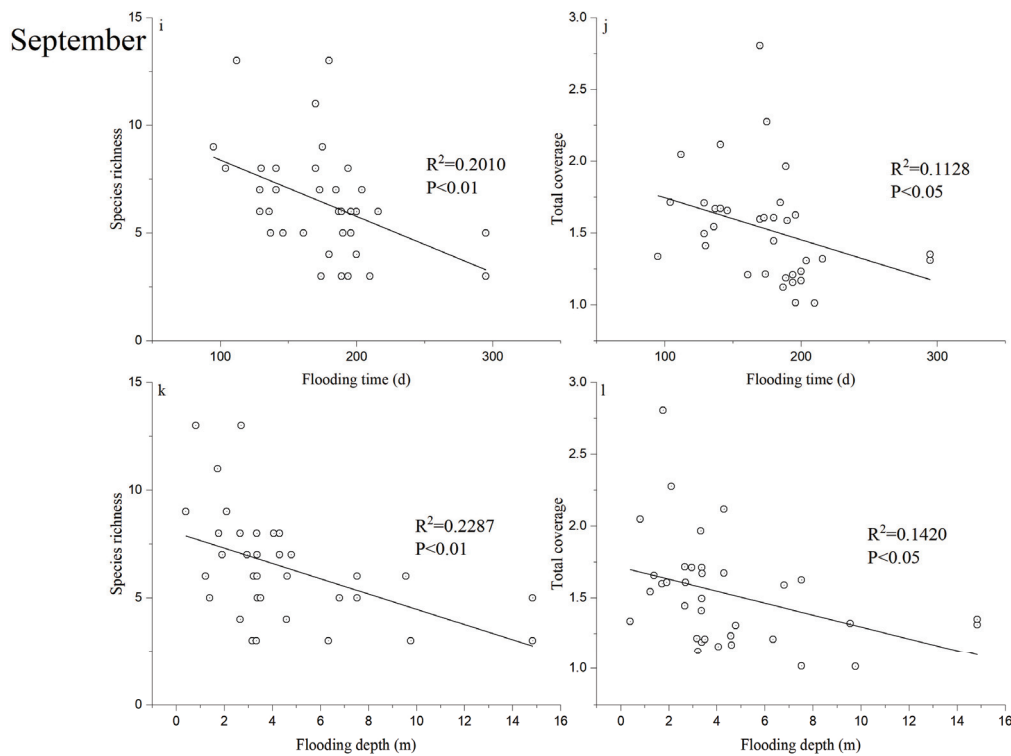 September
i
15
10
5
0
Species richness
R²=0.2010
P<0.01
100
200
300
Flooding time (d)
j
3.0
2.5
2.0
1.5
1.0
Total coverage
R²=0.1128
P<0.05
100
200
300
Flooding time (d)
k
15
10
5
0
Species richness
R²=0.2287
P<0.01
0 2 4 6 8 10 12 14 16
Flooding depth (m)
l
3.0
2.5
2.0
1.5
1.0
Total coverage
R²=0.1420
P<0.05
0 2 4 6 8 10 12 14 16
Flooding depth (m)